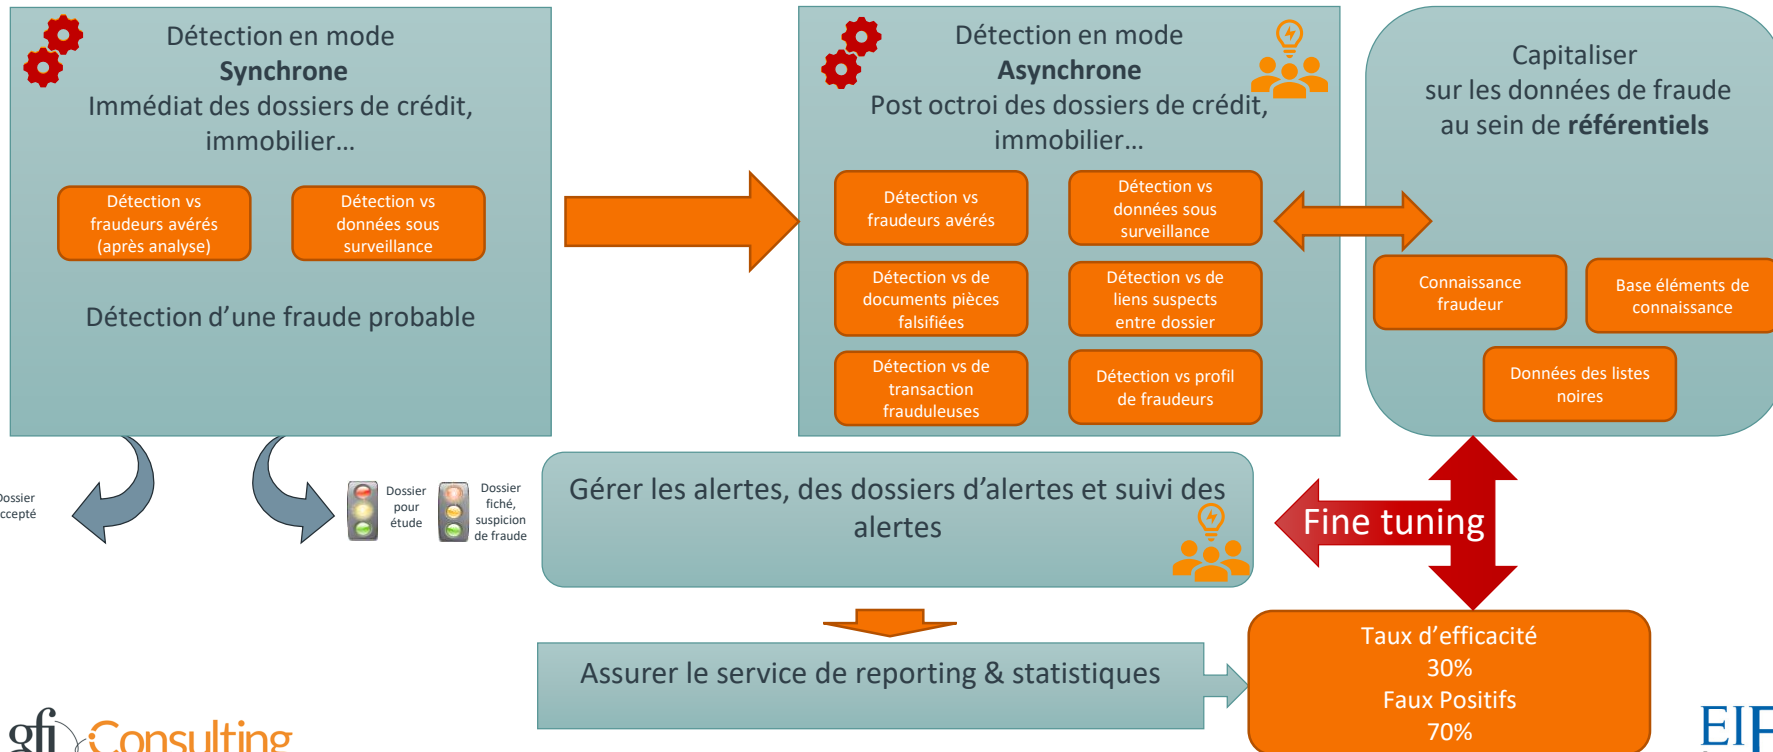 Détection en mode
Synchrone
Immédiat des dossiers de crédit,
immobilier…
Détection vs
fraudeurs avérés
(après analyse)
Détection vs
données sous
surveillance
Détection d’une fraude probable
Détection en mode
Asynchrone
Post octroi des dossiers de crédit,
immobilier…
Détection vs
fraudeurs avérés
Détection vs
données sous
surveillance
Détection vs de
documents pièces
falsifiées
Détection vs de
liens suspects
entre dossier
Détection vs de
transaction
frauduleuses
Détection vs profil
de fraudeurs
Capitaliser
sur les données de fraude
au sein de référentiels
Connaissance
fraudeur
Base éléments de
connaissance
Données des listes
noires
Dossier
ccepté
Dossier
pour
étude
Dossier
fiché,
suspicion
de fraude
Gérer les alertes, des dossiers d’alertes et suivi des
alertes
Fine tuning
Assurer le service de reporting & statistiques
Taux d’efficacité
30%
Faux Positifs
70%
gfi Consulting
EIF